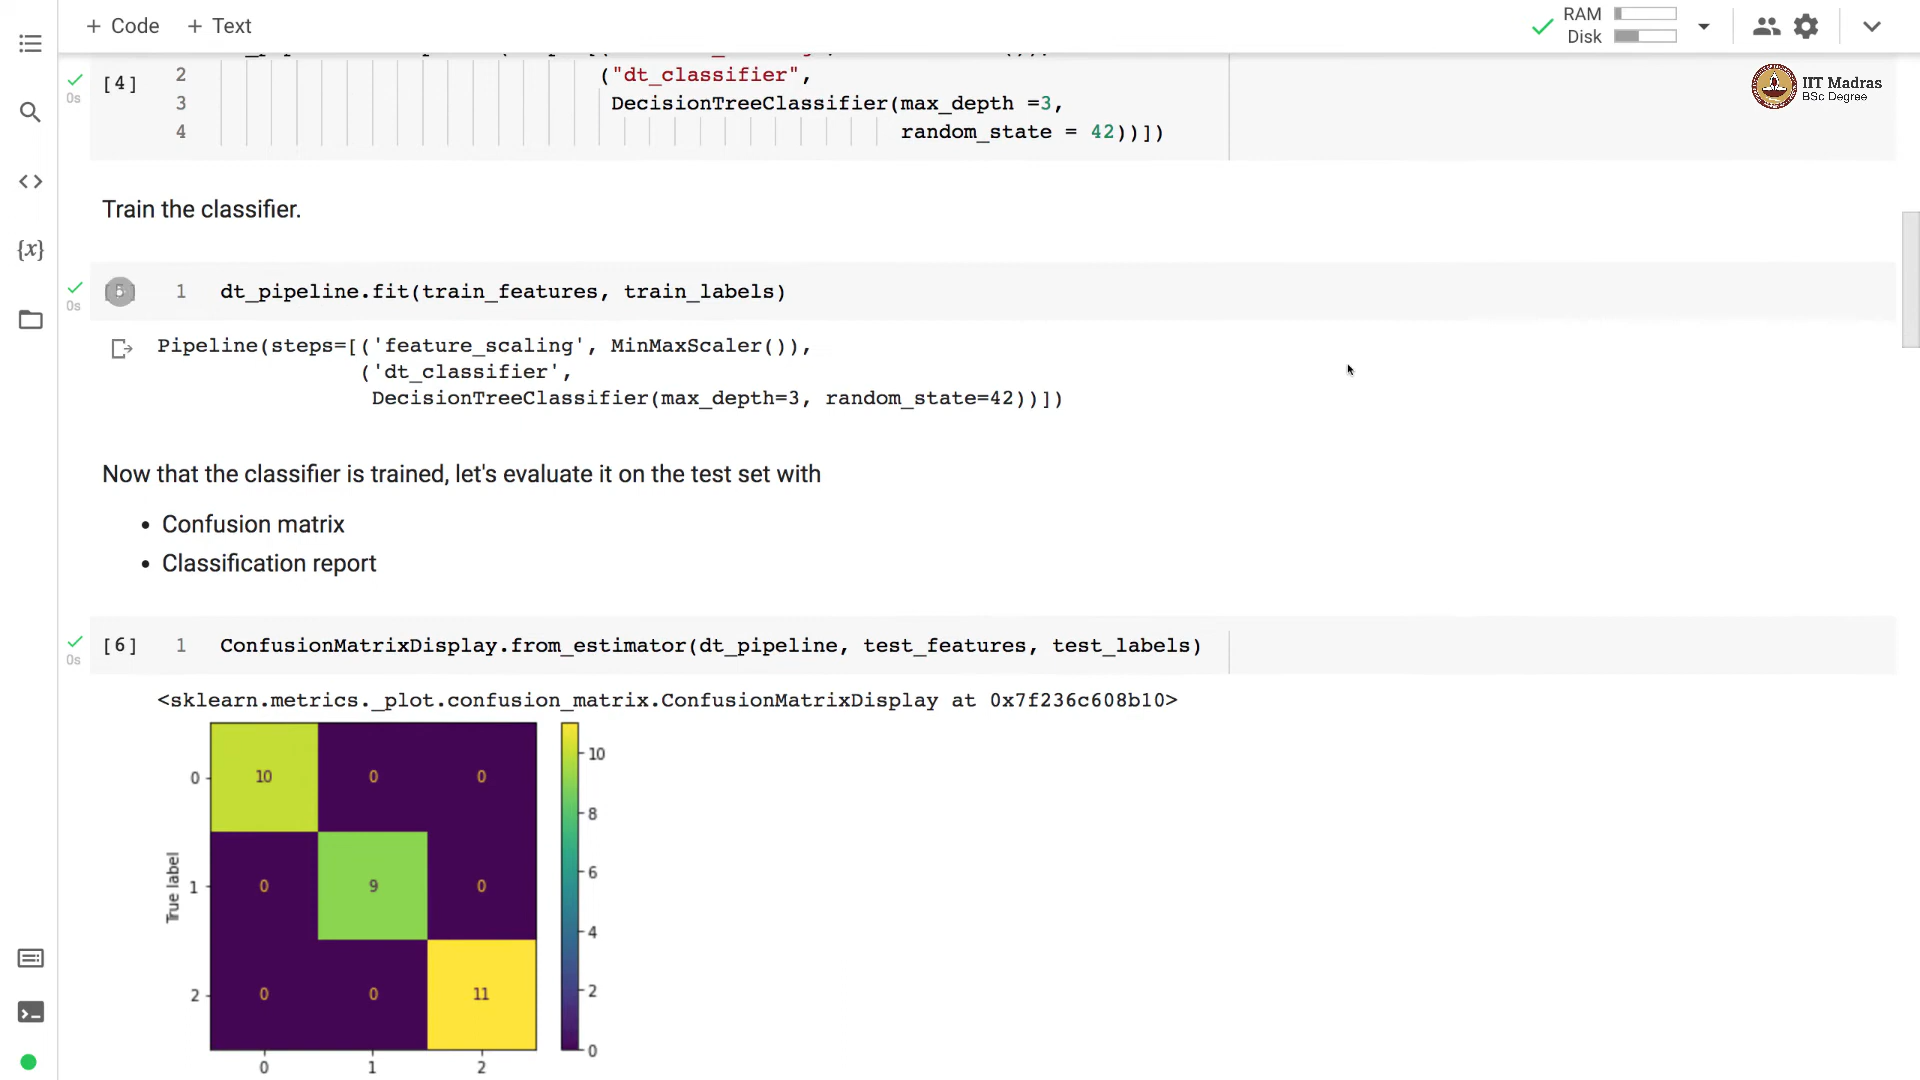 + Code + Text
RAM
Disk
IIT Madras
BSc Degree
0s
[4]
2 ("dt_classifier",
3 DecisionTreeClassifier(max_depth =3,
4 random_state = 42))])
Train the classifier.
0s
1 dt_pipeline.fit(train_features, train_labels)
Pipeline(steps=[('feature_scaling', MinMaxScaler()),
('dt_classifier',
DecisionTreeClassifier(max_depth=3, random_state=42))])
Now that the classifier is trained, let's evaluate it on the test set with
• Confusion matrix
• Classification report
0s
[6] 1 ConfusionMatrixDisplay.from_estimator(dt_pipeline, test_features, test_labels)
<sklearn.metrics._plot.confusion_matrix.ConfusionMatrixDisplay at 0x7f236c608b10>
True label
0 10 0 0
1 0 9 0
2 0 0 11
0 1 2
10
8
6
4
2
0